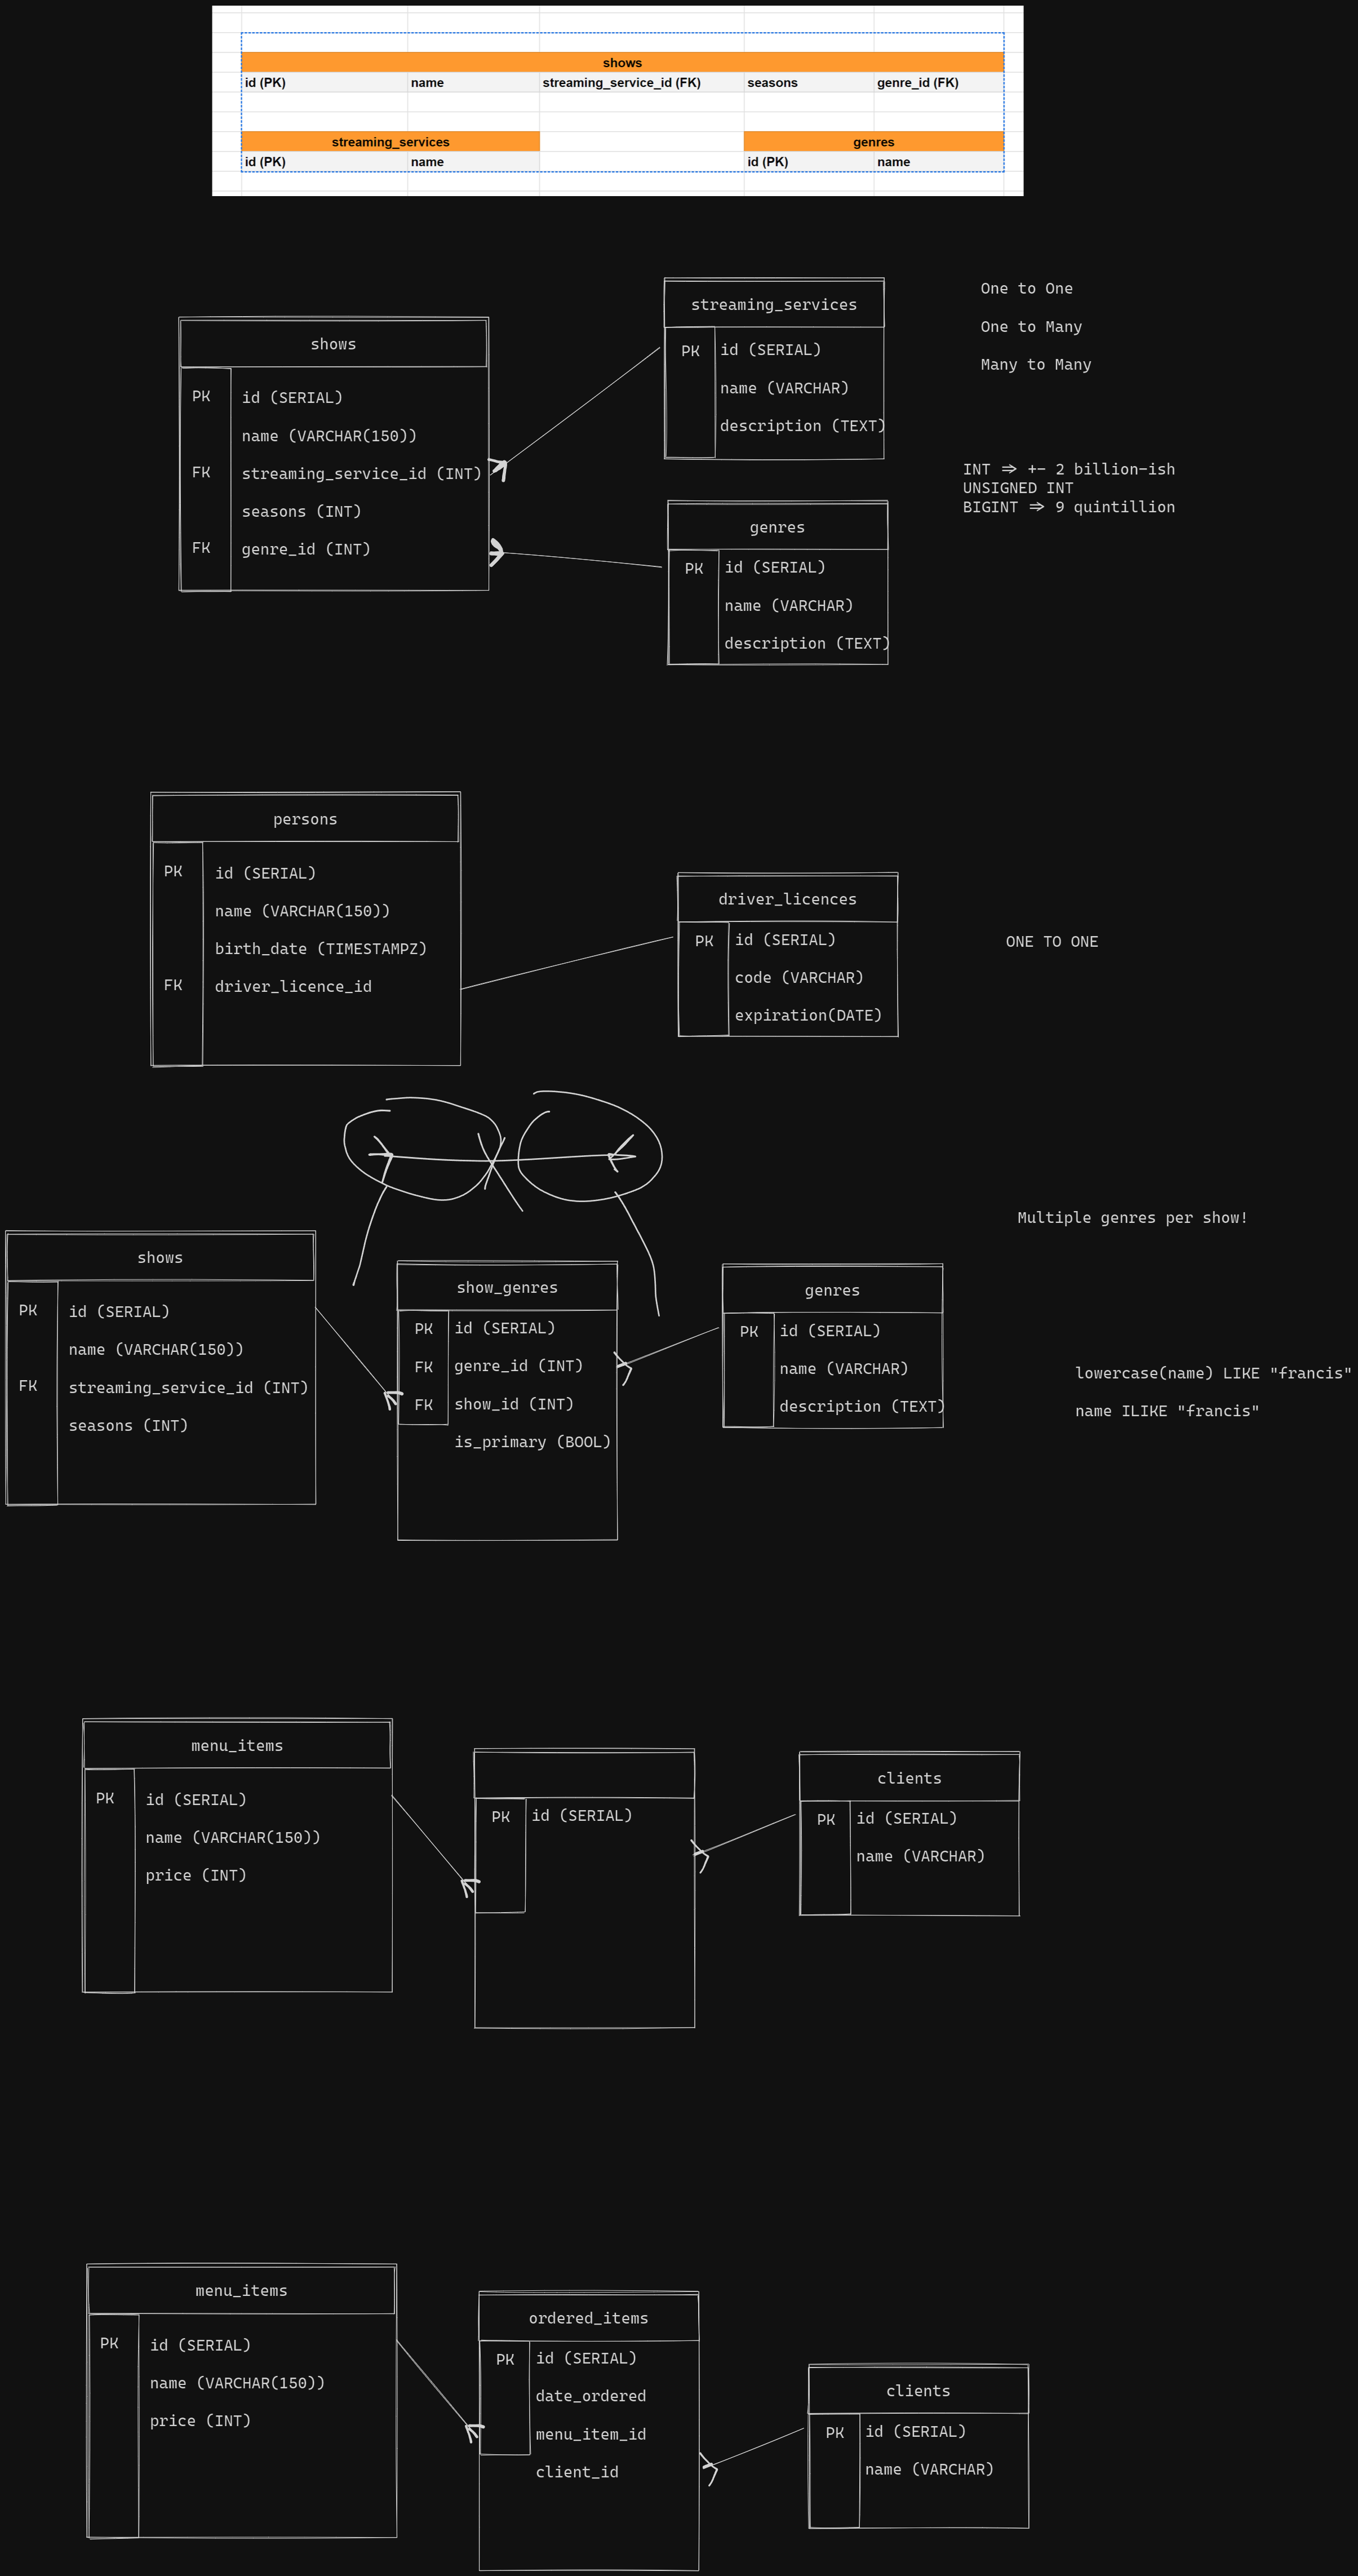 shows
id (PK) name streaming_service_id (FK) seasons genre_id (FK)
streaming_services genres
id (PK) name id (PK) name
streaming_services
PK id (SERIAL)
name (VARCHAR)
description (TEXT)
One to One
One to Many
Many to Many
shows
PK id (SERIAL)
name (VARCHAR(150))
FK streaming_service_id (INT)
seasons (INT)
FK genre_id (INT)
INT => +- 2 billion-ish
UNSIGNED INT
BIGINT => 9 quintillion
genres
PK id (SERIAL)
name (VARCHAR)
description (TEXT)
persons
PK id (SERIAL)
name (VARCHAR(150))
birth_date (TIMESTAMPZ)
FK driver_licence_id
driver_licences
PK id (SERIAL)
code (VARCHAR)
expiration(DATE)
ONE TO ONE
Multiple genres per show!
shows
PK id (SERIAL)
name (VARCHAR(150))
FK streaming_service_id (INT)
seasons (INT)
show_genres
PK id (SERIAL)
FK genre_id (INT)
FK show_id (INT)
is_primary (BOOL)
genres
PK id (SERIAL)
name (VARCHAR)
description (TEXT)
lowercase(name) LIKE "francis"
name ILIKE "francis"
menu_items
PK id (SERIAL)
name (VARCHAR(150))
price (INT)
PK id (SERIAL)
clients
PK id (SERIAL)
name (VARCHAR)
menu_items
PK id (SERIAL)
name (VARCHAR(150))
price (INT)
ordered_items
PK id (SERIAL)
date_ordered
menu_item_id
client_id
clients
PK id (SERIAL)
name (VARCHAR)